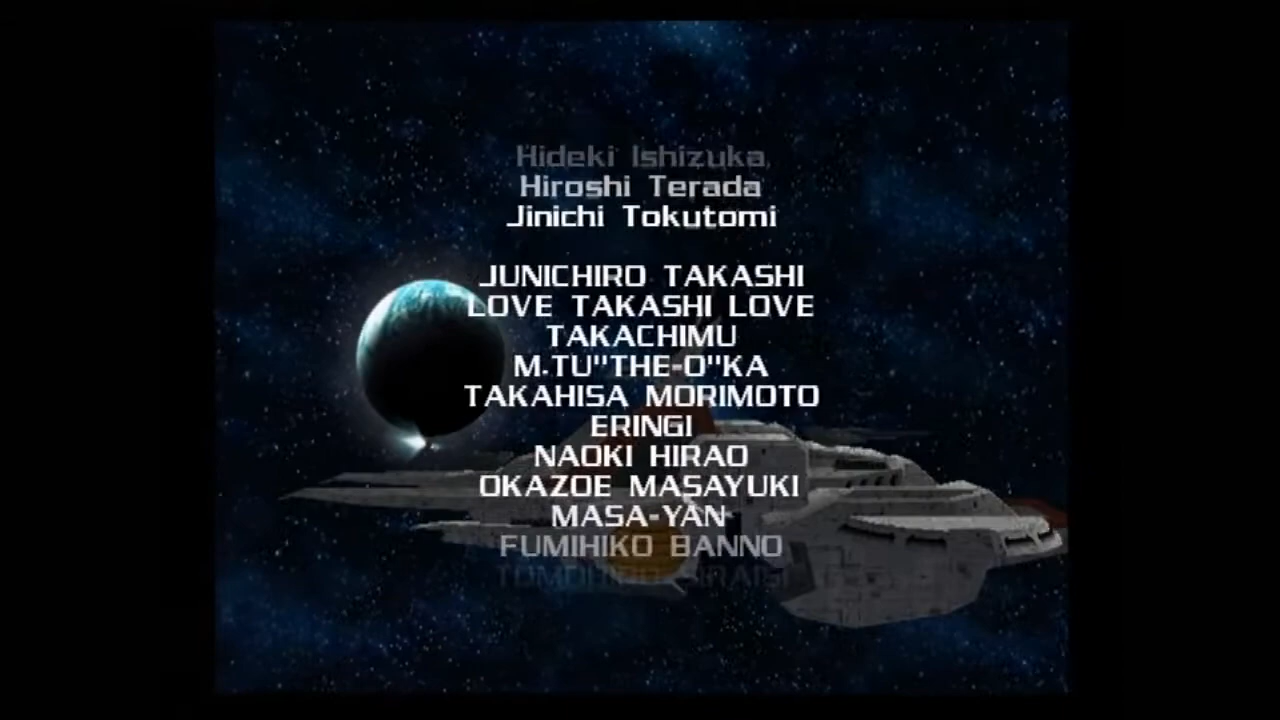 Hideki Ishizuka
Hiroshi Terada
Jinichi Tokutomi
JUNICHIRO TAKASHI
LOVE TAKASHI LOVE
TAKACHIMU
M.TU"THE-O"KA
TAKAHISA MORIMOTO
ERINGI
NAOKI HIRAO
OKAZOE MASAYUKI
MASA-YAN
FUMIHIKO BANNO